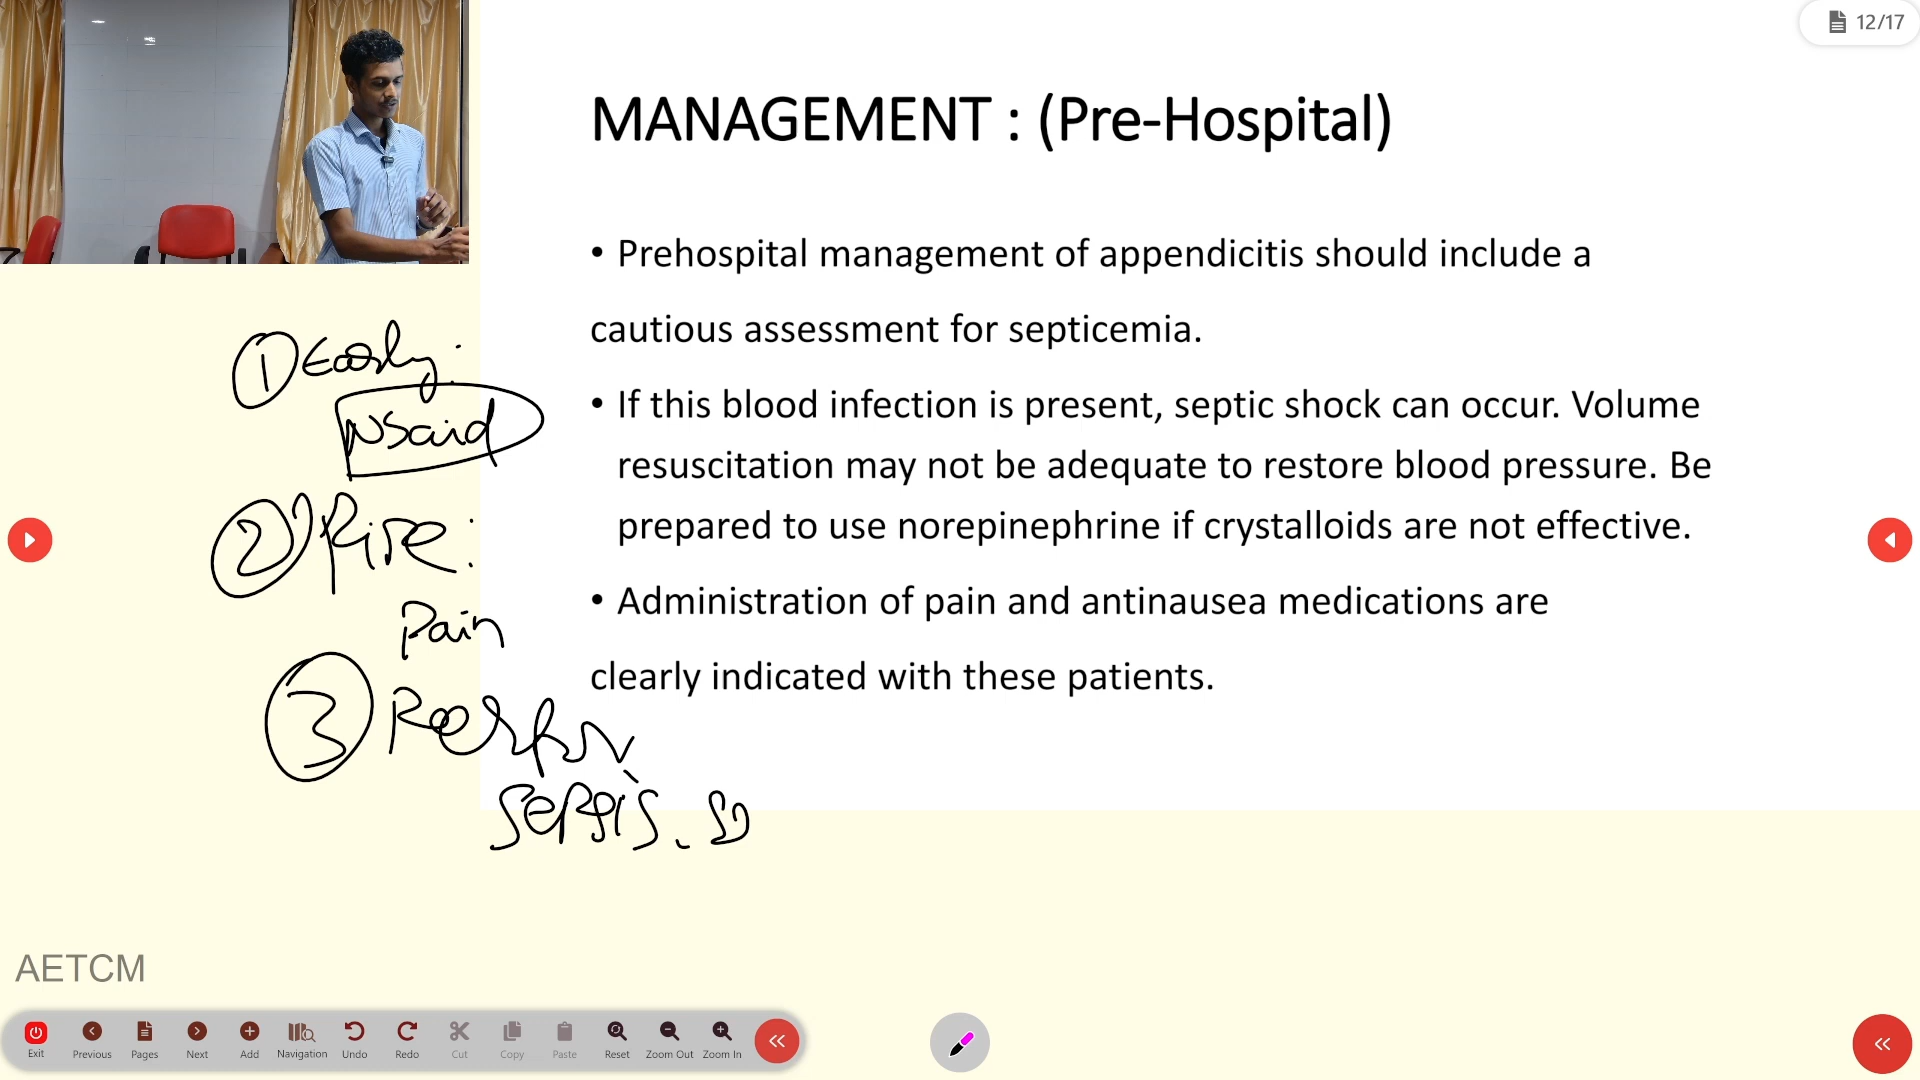 12/17
MANAGEMENT : (Pre-Hospital)
• Prehospital management of appendicitis should include a
cautious assessment for septicemia.
• If this blood infection is present, septic shock can occur. Volume
resuscitation may not be adequate to restore blood pressure. Be
prepared to use norepinephrine if crystalloids are not effective.
• Administration of pain and antinausea medications are
clearly indicated with these patients.
① Early:
NSaid
②
Pain
③
Sepsis.
AETCM
Exit Previous Pages Next Add Navigation Undo Redo Cut Copy Paste Reset Zoom Out Zoom In